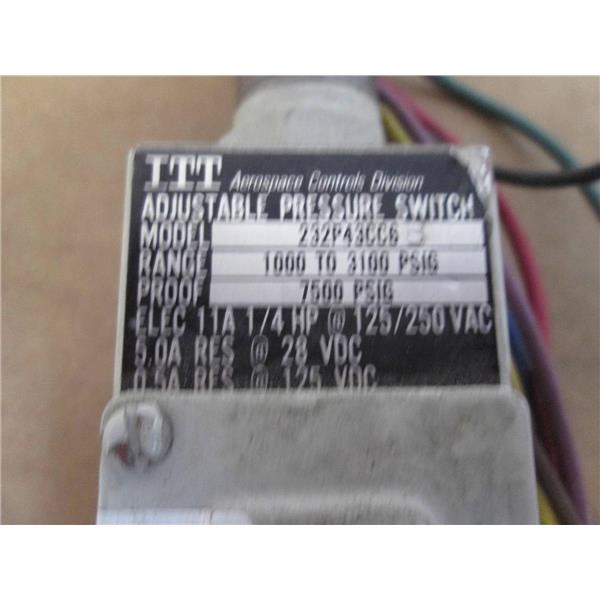 ITT Aerospace Controls Division
ADJUSTABLE PRESSURE SWITCH
MODEL 232P43CC6 B
RANGE 1000 TO 3100 PSIG
PROOF 7500 PSIG
ELEC 11A 1/4 HP @ 125/250 VAC
5.0A RES @ 28 VDC
0.5A RES @ 125 VDC